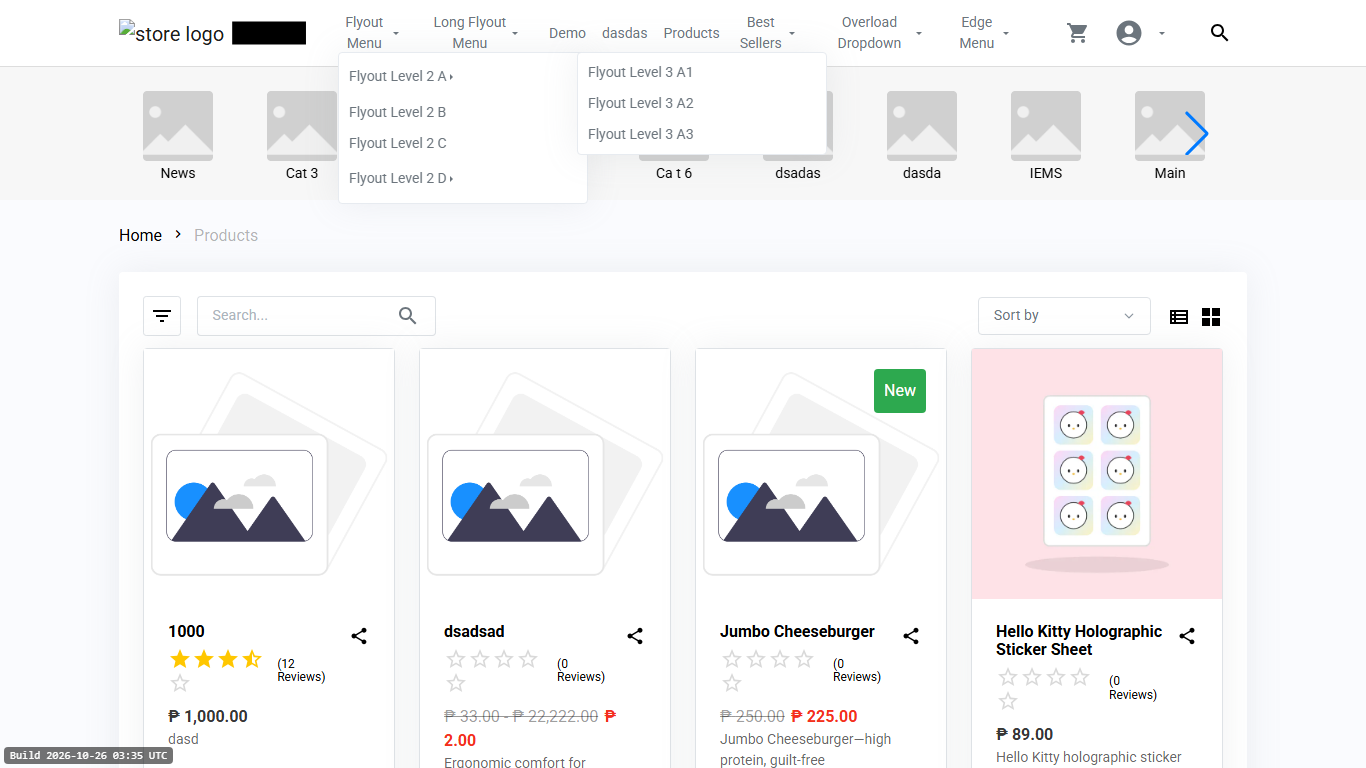 store logo
Flyout Menu
Long Flyout Menu
Demo
dasdas
Products
Best Sellers
Overload Dropdown
Edge Menu
Flyout Level 2 A
Flyout Level 2 B
Flyout Level 2 C
Flyout Level 2 D
Flyout Level 3 A1
Flyout Level 3 A2
Flyout Level 3 A3
News
Cat 3
Ca t 6
dsadas
dasda
IEMS
Main
Home
Products
Search...
Sort by
1000
(12 Reviews)
₱ 1,000.00
dasd
dsadsad
(0 Reviews)
₱ 33.00 - ₱ 22,222.00 ₱
2.00
Ergonomic comfort for
New
Jumbo Cheeseburger
(0 Reviews)
₱ 250.00 ₱ 225.00
Jumbo Cheeseburger—high
protein, guilt-free
Hello Kitty Holographic
Sticker Sheet
(0 Reviews)
₱ 89.00
Hello Kitty holographic sticker
Build 2026-10-26 03:35 UTC